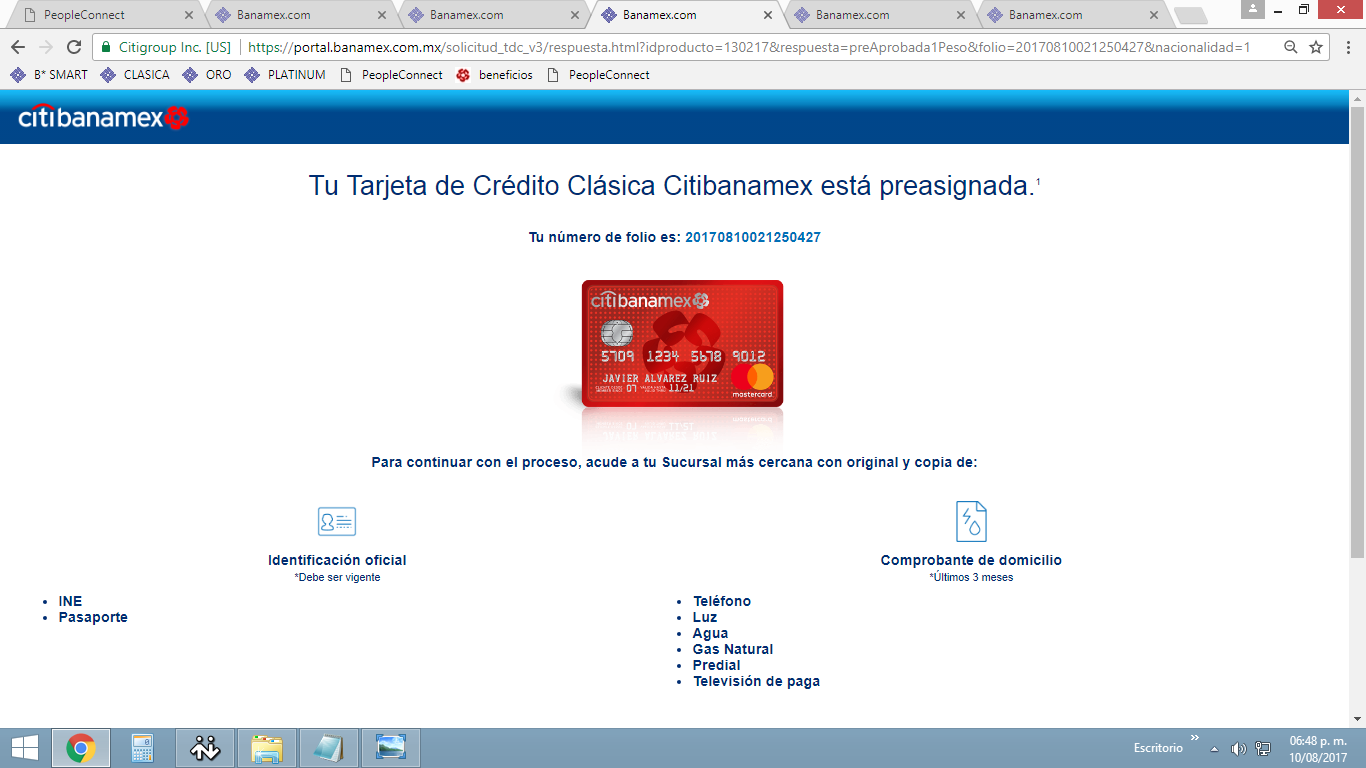 PeopleConnect
Banamex.com
Banamex.com
Banamex.com
Banamex.com
Banamex.com
Citigroup Inc. [US]
https://portal.banamex.com.mx/solicitud_tdc_v3/respuesta.html?idproducto=130217&respuesta=preAprobada1Peso&folio=20170810021250427&nacionalidad=1
B* SMART
CLASICA
ORO
PLATINUM
PeopleConnect
beneficios
PeopleConnect
citibanamex
Tu Tarjeta de Crédito Clásica Citibanamex está preasignada.1
Tu número de folio es: 20170810021250427
citibanamex
5709 1234 5678 9012
JAVIER ALVAREZ RUIZ
07 11/21
mastercard
Para continuar con el proceso, acude a tu Sucursal más cercana con original y copia de:
Identificación oficial
*Debe ser vigente
INE
Pasaporte
Comprobante de domicilio
*Últimos 3 meses
Teléfono
Luz
Agua
Gas Natural
Predial
Televisión de paga
Escritorio
06:48 p. m.
10/08/2017